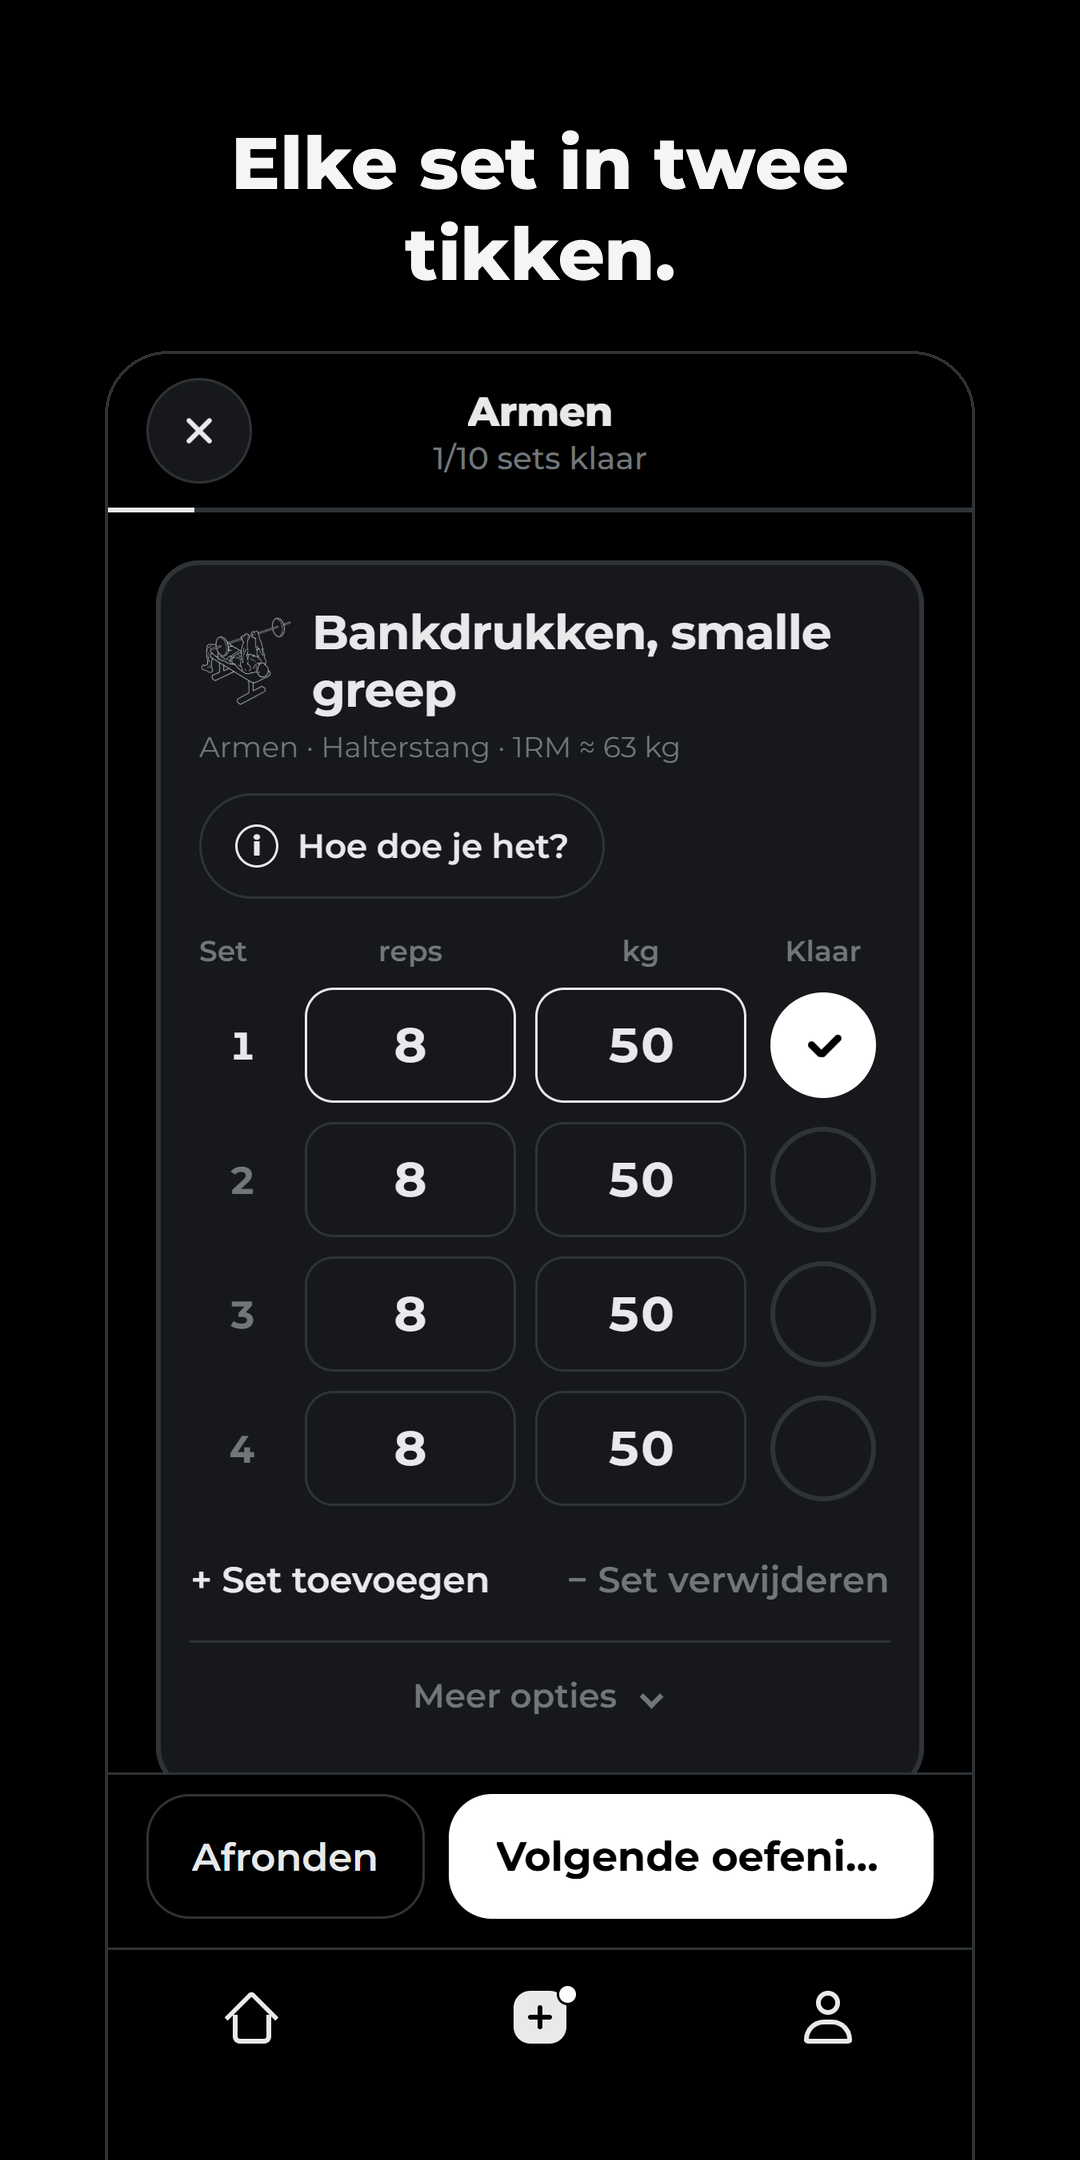 Elke set in twee
tikken.
Armen
1/10 sets klaar
Bankdrukken, smalle
greep
Armen · Halterstang · 1RM ≈ 63 kg
Hoe doe je het?
Set reps kg Klaar
1 8 50
2 8 50
3 8 50
4 8 50
+ Set toevoegen − Set verwijderen
Meer opties
Afronden Volgende oefeni...